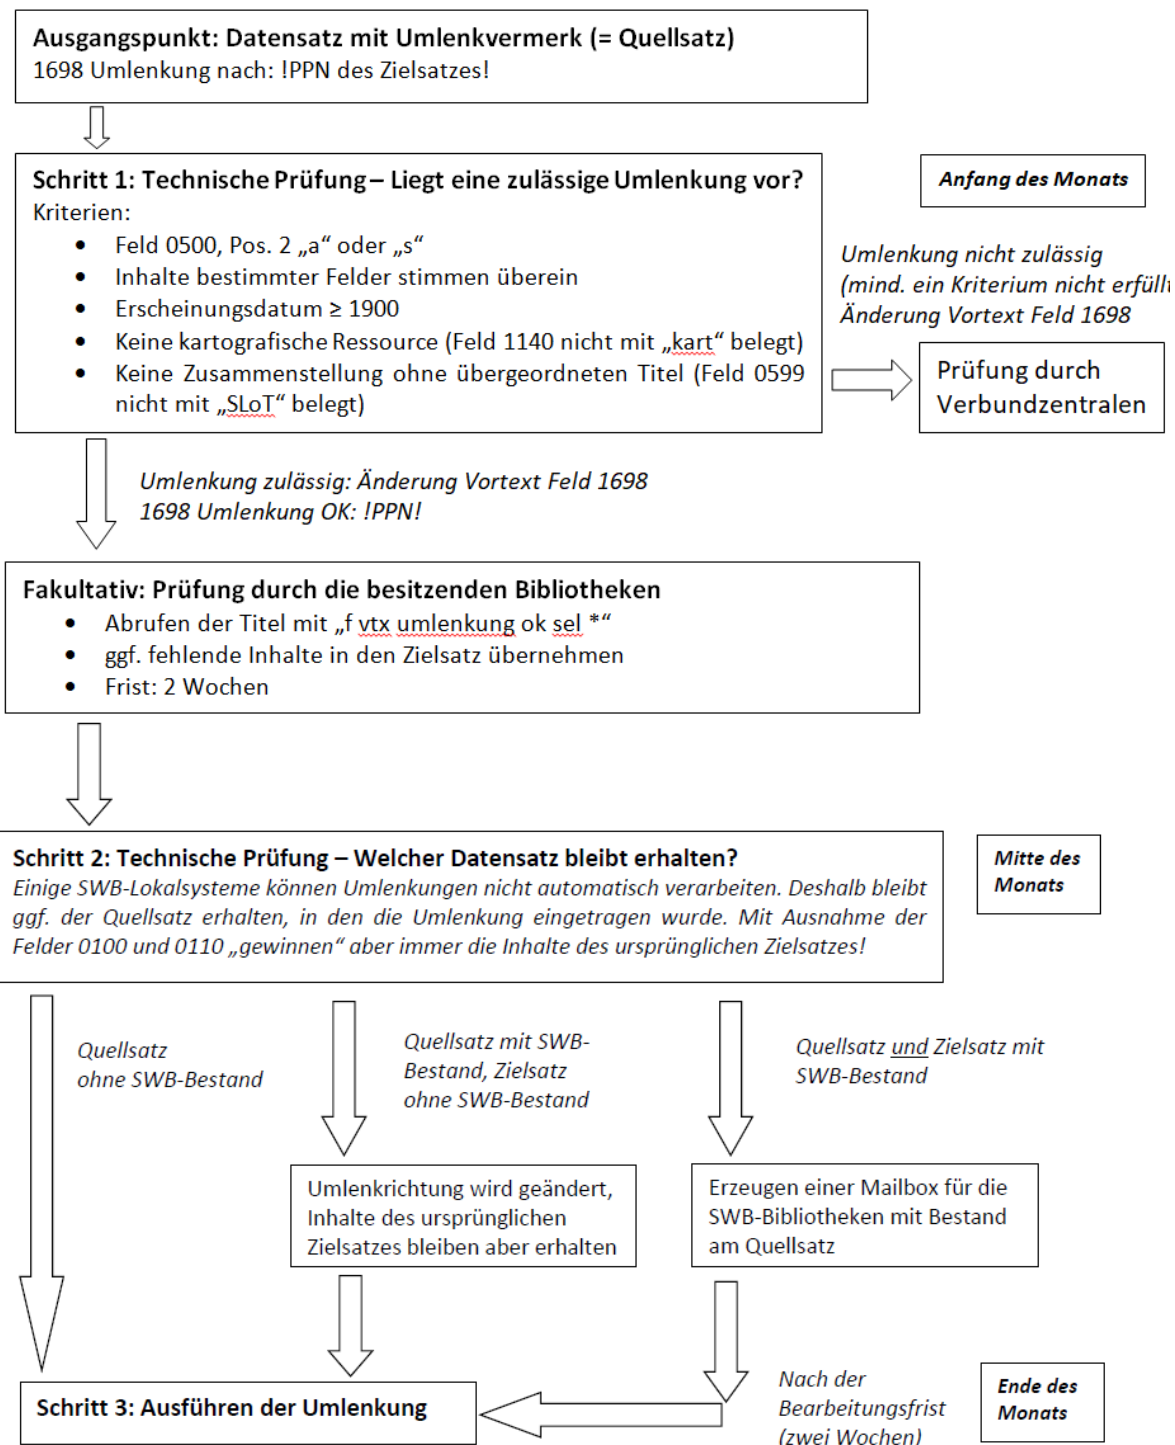 Ausgangspunkt: Datensatz mit Umlenkvermerk (= Quellsatz)
1698 Umlenkung nach: !PPN des Zielsatzes!
Schritt 1: Technische Prüfung – Liegt eine zulässige Umlenkung vor?
Kriterien:
• Feld 0500, Pos. 2 „a“ oder „s“
• Inhalte bestimmter Felder stimmen überein
• Erscheinungsdatum ≥ 1900
• Keine kartografische Ressource (Feld 1140 nicht mit „kart“ belegt)
• Keine Zusammenstellung ohne übergeordneten Titel (Feld 0599
nicht mit „SLoT“ belegt)
Anfang des Monats
Umlenkung nicht zulässig
(mind. ein Kriterium nicht erfüllt
Änderung Vortext Feld 1698
Prüfung durch
Verbundzentralen
Umlenkung zulässig: Änderung Vortext Feld 1698
1698 Umlenkung OK: !PPN!
Fakultativ: Prüfung durch die besitzenden Bibliotheken
• Abrufen der Titel mit „f vtx umlenkung ok sel *“
• ggf. fehlende Inhalte in den Zielsatz übernehmen
• Frist: 2 Wochen
Schritt 2: Technische Prüfung – Welcher Datensatz bleibt erhalten?
Einige SWB-Lokalsysteme können Umlenkungen nicht automatisch verarbeiten. Deshalb bleibt
ggf. der Quellsatz erhalten, in den die Umlenkung eingetragen wurde. Mit Ausnahme der
Felder 0100 und 0110 „gewinnen“ aber immer die Inhalte des ursprünglichen Zielsatzes!
Mitte des
Monats
Quellsatz
ohne SWB-Bestand
Quellsatz mit SWB-
Bestand, Zielsatz
ohne SWB-Bestand
Quellsatz und Zielsatz mit
SWB-Bestand
Umlenkrichtung wird geändert,
Inhalte des ursprünglichen
Zielsatzes bleiben aber erhalten
Erzeugen einer Mailbox für die
SWB-Bibliotheken mit Bestand
am Quellsatz
Schritt 3: Ausführen der Umlenkung
Nach der
Bearbeitungsfrist
(zwei Wochen)
Ende des
Monats